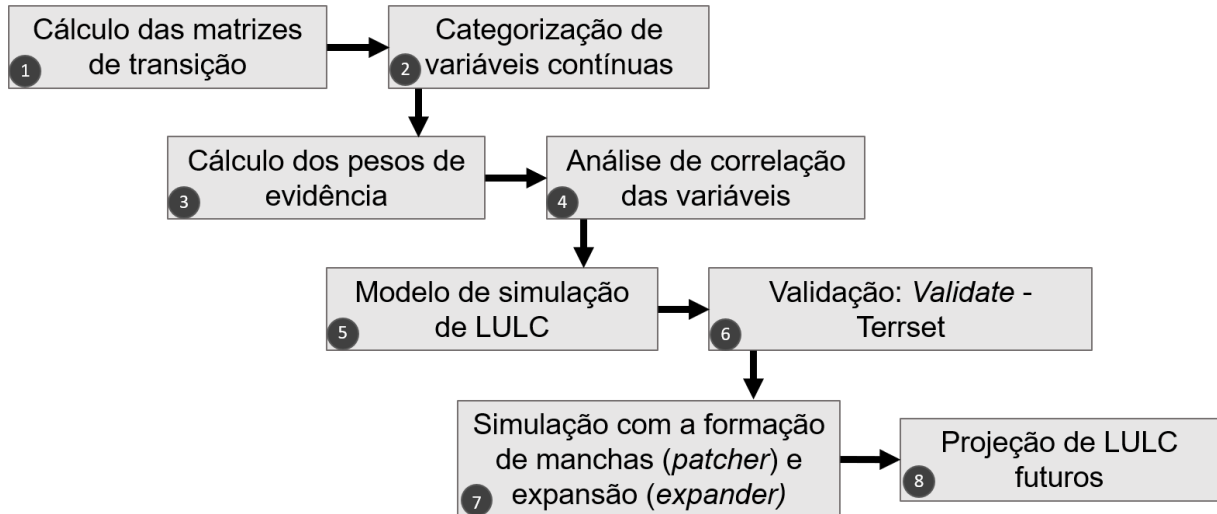 Cálculo das matrizes
de transição
1
Categorização de
variáveis contínuas
2
Cálculo dos pesos de
evidência
3
Análise de correlação
das variáveis
4
Modelo de simulação
de LULC
5
Validação: Validate -
Terrset
6
Simulação com a formação
de manchas (patcher) e
expansão (expander)
7
Projeção de LULC
futuros
8